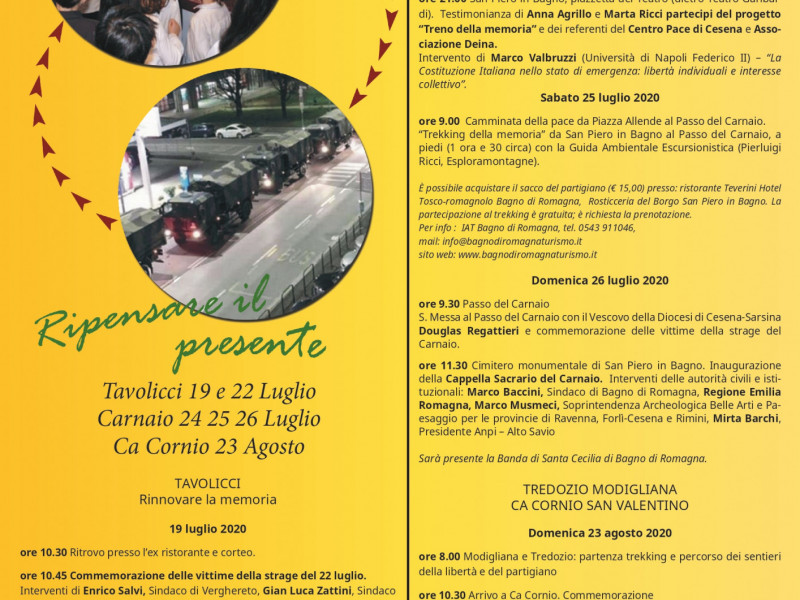 Ripensare il
presente
Tavolicci 19 e 22 Luglio
Carnaio 24 25 26 Luglio
Ca Cornio 23 Agosto
TAVOLICCI
Rinnovare la memoria
19 luglio 2020
ore 10.30 Ritrovo presso l'ex ristorante e corteo.
ore 10.45 Commemorazione delle vittime della strage del 22 luglio.
Interventi di Enrico Salvi, Sindaco di Verghereto, Gian Luca Zattini, Sindaco
di). Testimonianza di Anna Agrillo e Marta Ricci partecipi del progetto
“Treno della memoria” e dei referenti del Centro Pace di Cesena e Asso-
ciazione Deina.
Intervento di Marco Valbruzzi (Università di Napoli Federico II) – “La
Costituzione Italiana nello stato di emergenza: libertà individuali e interesse
collettivo”.
Sabato 25 luglio 2020
ore 9.00 Camminata della pace da Piazza Allende al Passo del Carnaio.
“Trekking della memoria” da San Piero in Bagno al Passo del Carnaio, a
piedi (1 ora e 30 circa) con la Guida Ambientale Escursionistica (Pierluigi
Ricci, Esploramontagne).
È possibile acquistare il sacco del partigiano (€ 15,00) presso: ristorante Teverini Hotel
Tosco-romagnolo Bagno di Romagna, Rosticceria del Borgo San Piero in Bagno. La
partecipazione al trekking è gratuita; è richiesta la prenotazione.
Per info : IAT Bagno di Romagna, tel. 0543 911046,
mail: info@bagnodiromagnaturismo.it
sito web: www.bagnodiromagnaturismo.it
Domenica 26 luglio 2020
ore 9.30 Passo del Carnaio
S. Messa al Passo del Carnaio con il Vescovo della Diocesi di Cesena-Sarsina
Douglas Regattieri e commemorazione delle vittime della strage del
Carnaio.
ore 11.30 Cimitero monumentale di San Piero in Bagno. Inaugurazione
della Cappella Sacrario del Carnaio. Interventi delle autorità civili e isti-
tuzionali: Marco Baccini, Sindaco di Bagno di Romagna, Regione Emilia
Romagna, Marco Musmeci, Soprintendenza Archeologica Belle Arti e Pa-
esaggio per le provincie di Ravenna, Forlì-Cesena e Rimini, Mirta Barchi,
Presidente Anpi – Alto Savio
Sarà presente la Banda di Santa Cecilia di Bagno di Romagna.
TREDOZIO MODIGLIANA
CA CORNIO SAN VALENTINO
Domenica 23 agosto 2020
ore 8.00 Modigliana e Tredozio: partenza trekking e percorso dei sentieri
della libertà e del partigiano
ore 10.30 Arrivo a Ca Cornio. Commemorazione